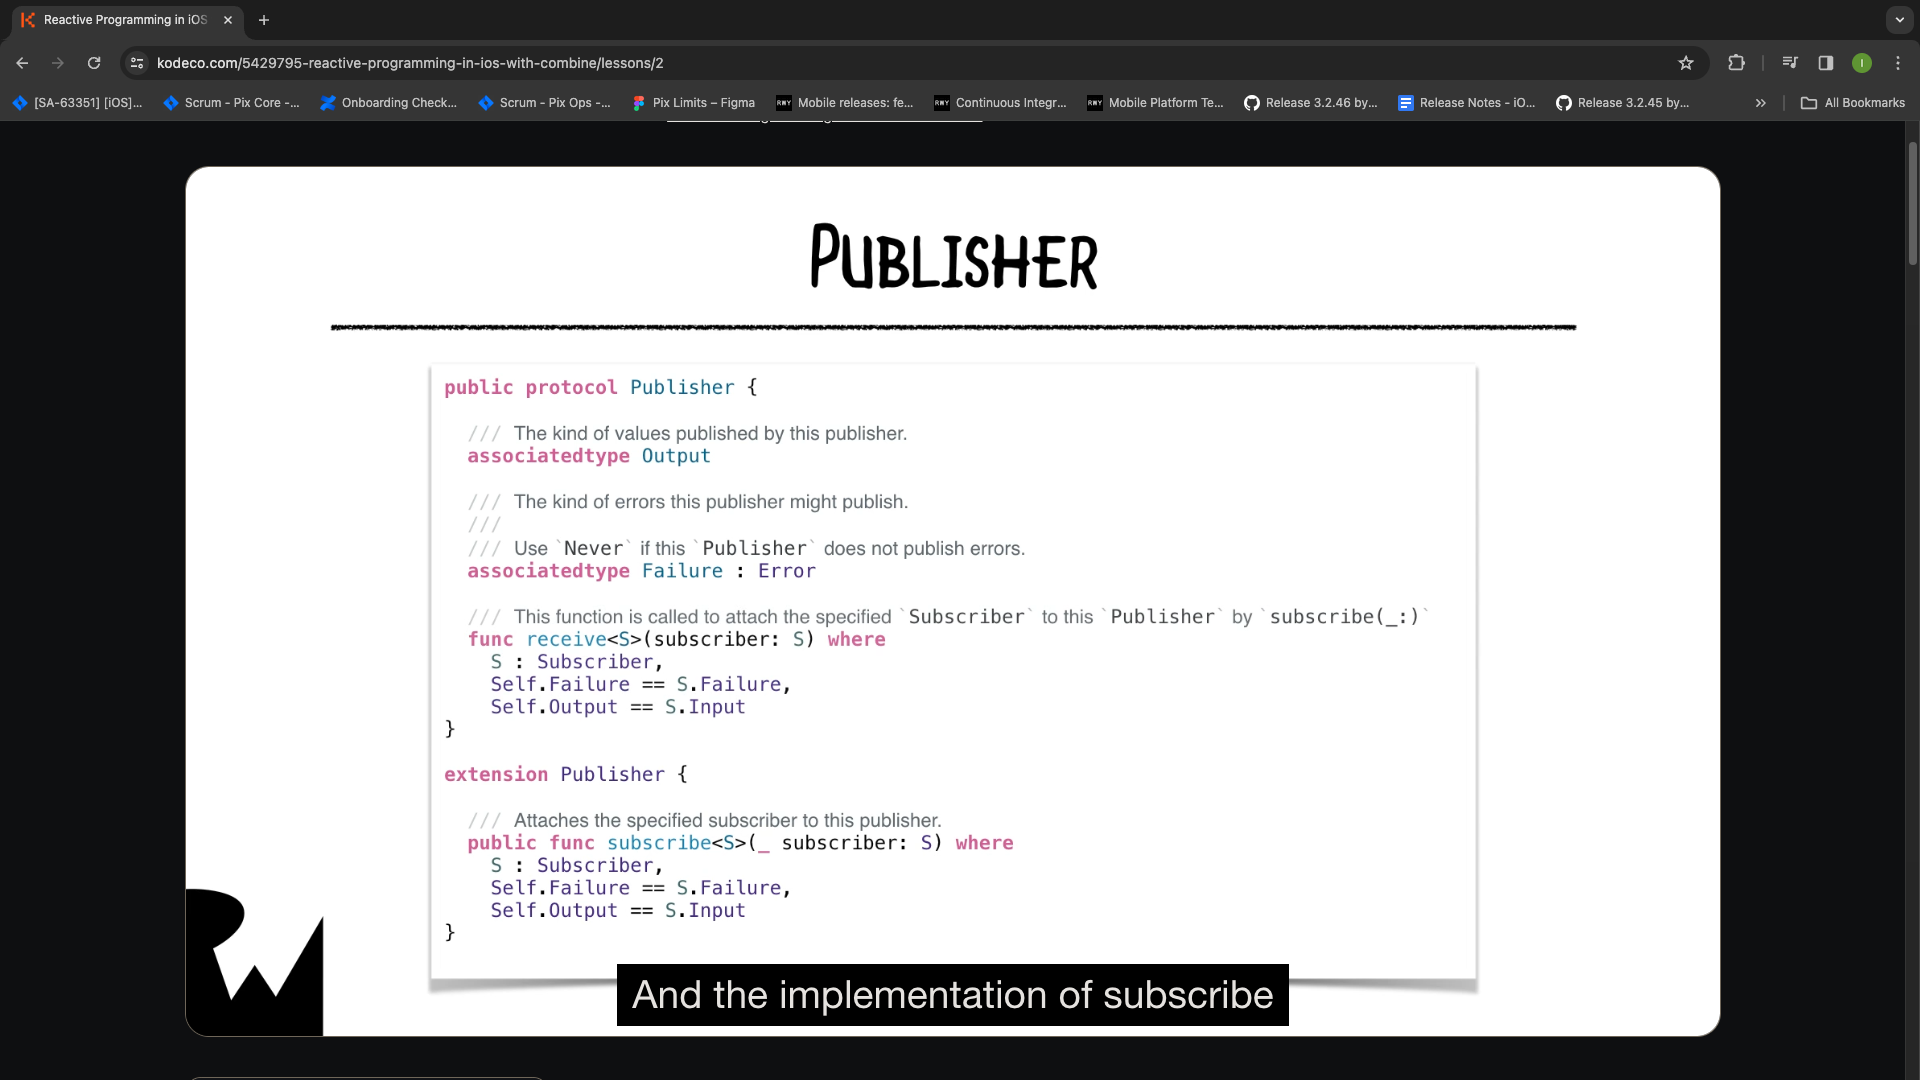 Reactive Programming in iOS
kodeco.com/5429795-reactive-programming-in-ios-with-combine/lessons/2
I
[SA-63351] [iOS]...
Scrum - Pix Core -...
Onboarding Check...
Scrum - Pix Ops -...
Pix Limits – Figma
RWY Mobile releases: fe...
RWY Continuous Integr...
RWY Mobile Platform Te...
Release 3.2.46 by...
Release Notes - iO...
Release 3.2.45 by...
»
All Bookmarks
PUBLISHER
public protocol Publisher {
/// The kind of values published by this publisher.
associatedtype Output
/// The kind of errors this publisher might publish.
///
/// Use `Never` if this `Publisher` does not publish errors.
associatedtype Failure : Error
/// This function is called to attach the specified `Subscriber` to this `Publisher` by `subscribe(_:)`
func receive<S>(subscriber: S) where
S : Subscriber,
Self.Failure == S.Failure,
Self.Output == S.Input
}
extension Publisher {
/// Attaches the specified subscriber to this publisher.
public func subscribe<S>(_ subscriber: S) where
S : Subscriber,
Self.Failure == S.Failure,
Self.Output == S.Input
}
RW
And the implementation of subscribe